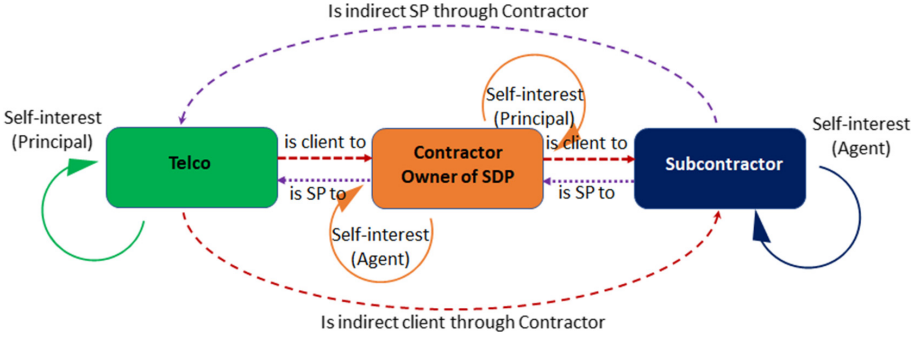 Is indirect SP through Contractor
Self-interest
(Principal)
Self-interest
(Principal)
Self-interest
(Agent)
Telco
is client to
is SP to
Contractor
Owner of SDP
is client to
is SP to
Subcontractor
Self-interest
(Agent)
Is indirect client through Contractor